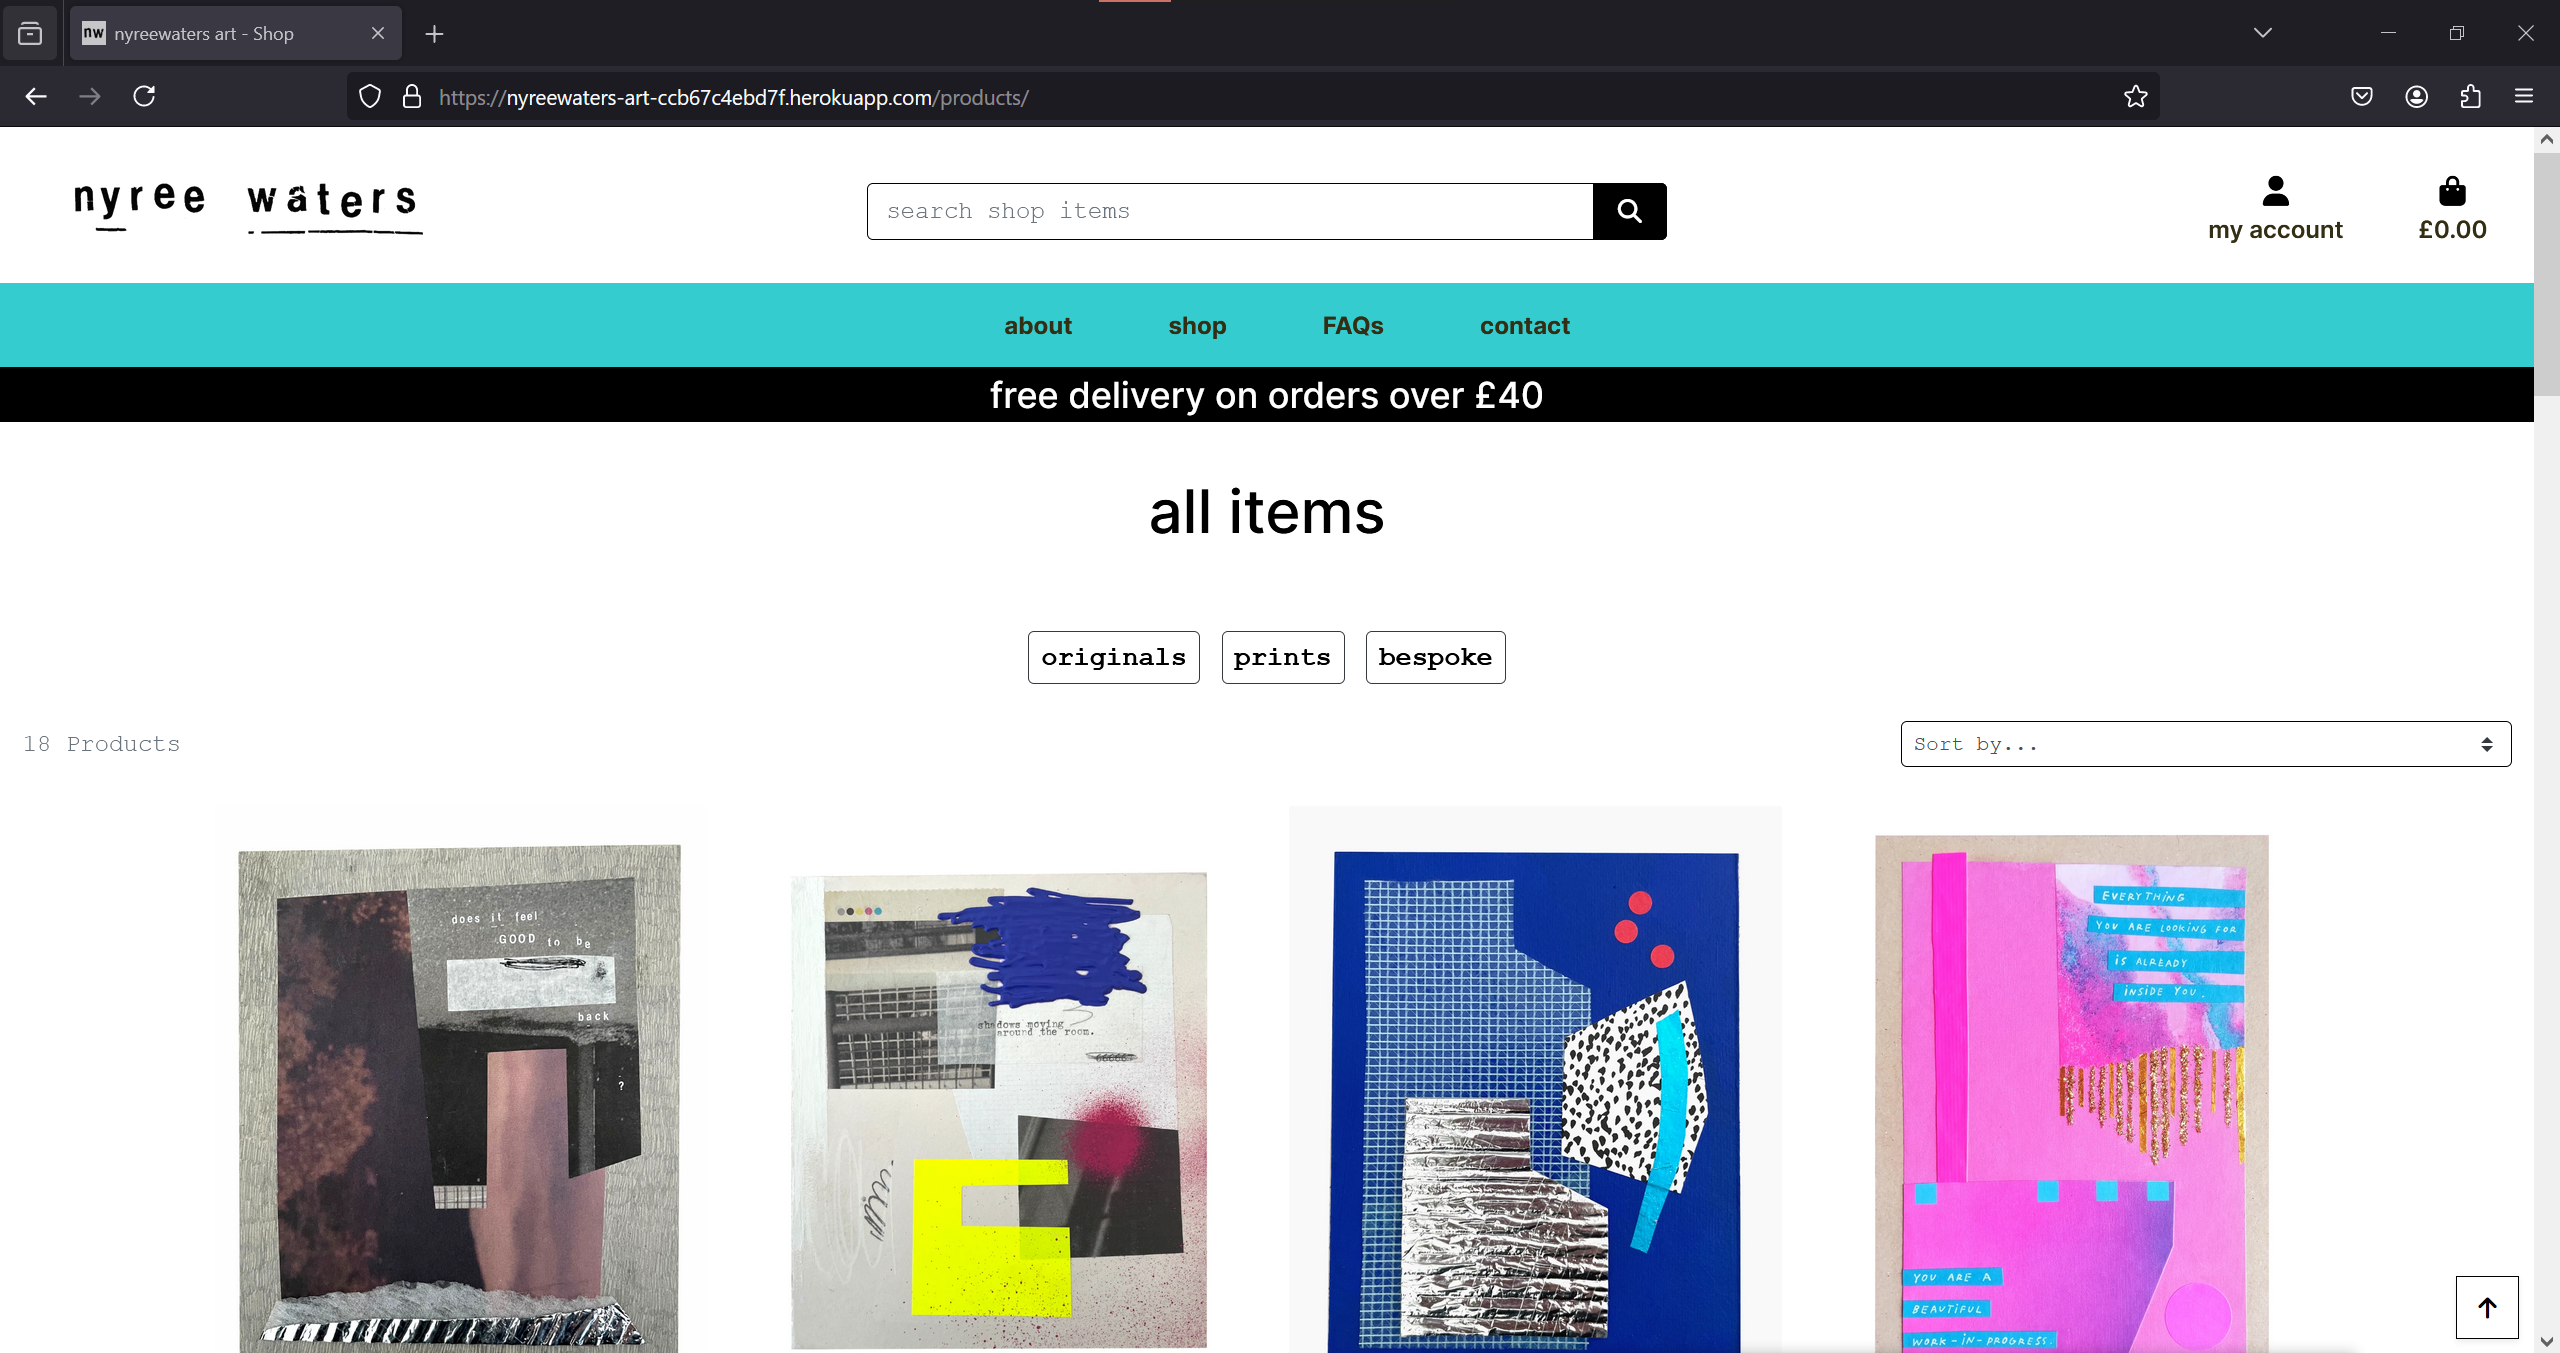 nw nyreewaters art - Shop
https://nyreewaters-art-ccb67c4ebd7f.herokuapp.com/products/
nyree waters
search shop items
my account
£0.00
about shop FAQs contact
free delivery on orders over £40
all items
originals prints bespoke
18 Products
Sort by...
does it feel
GOOD to be
back
?
shadows moving
around the room.
EVERYTHING
YOU ARE LOOKING FOR
IS ALREADY
INSIDE YOU.
YOU ARE A
BEAUTIFUL
WORK-IN-PROGRESS.